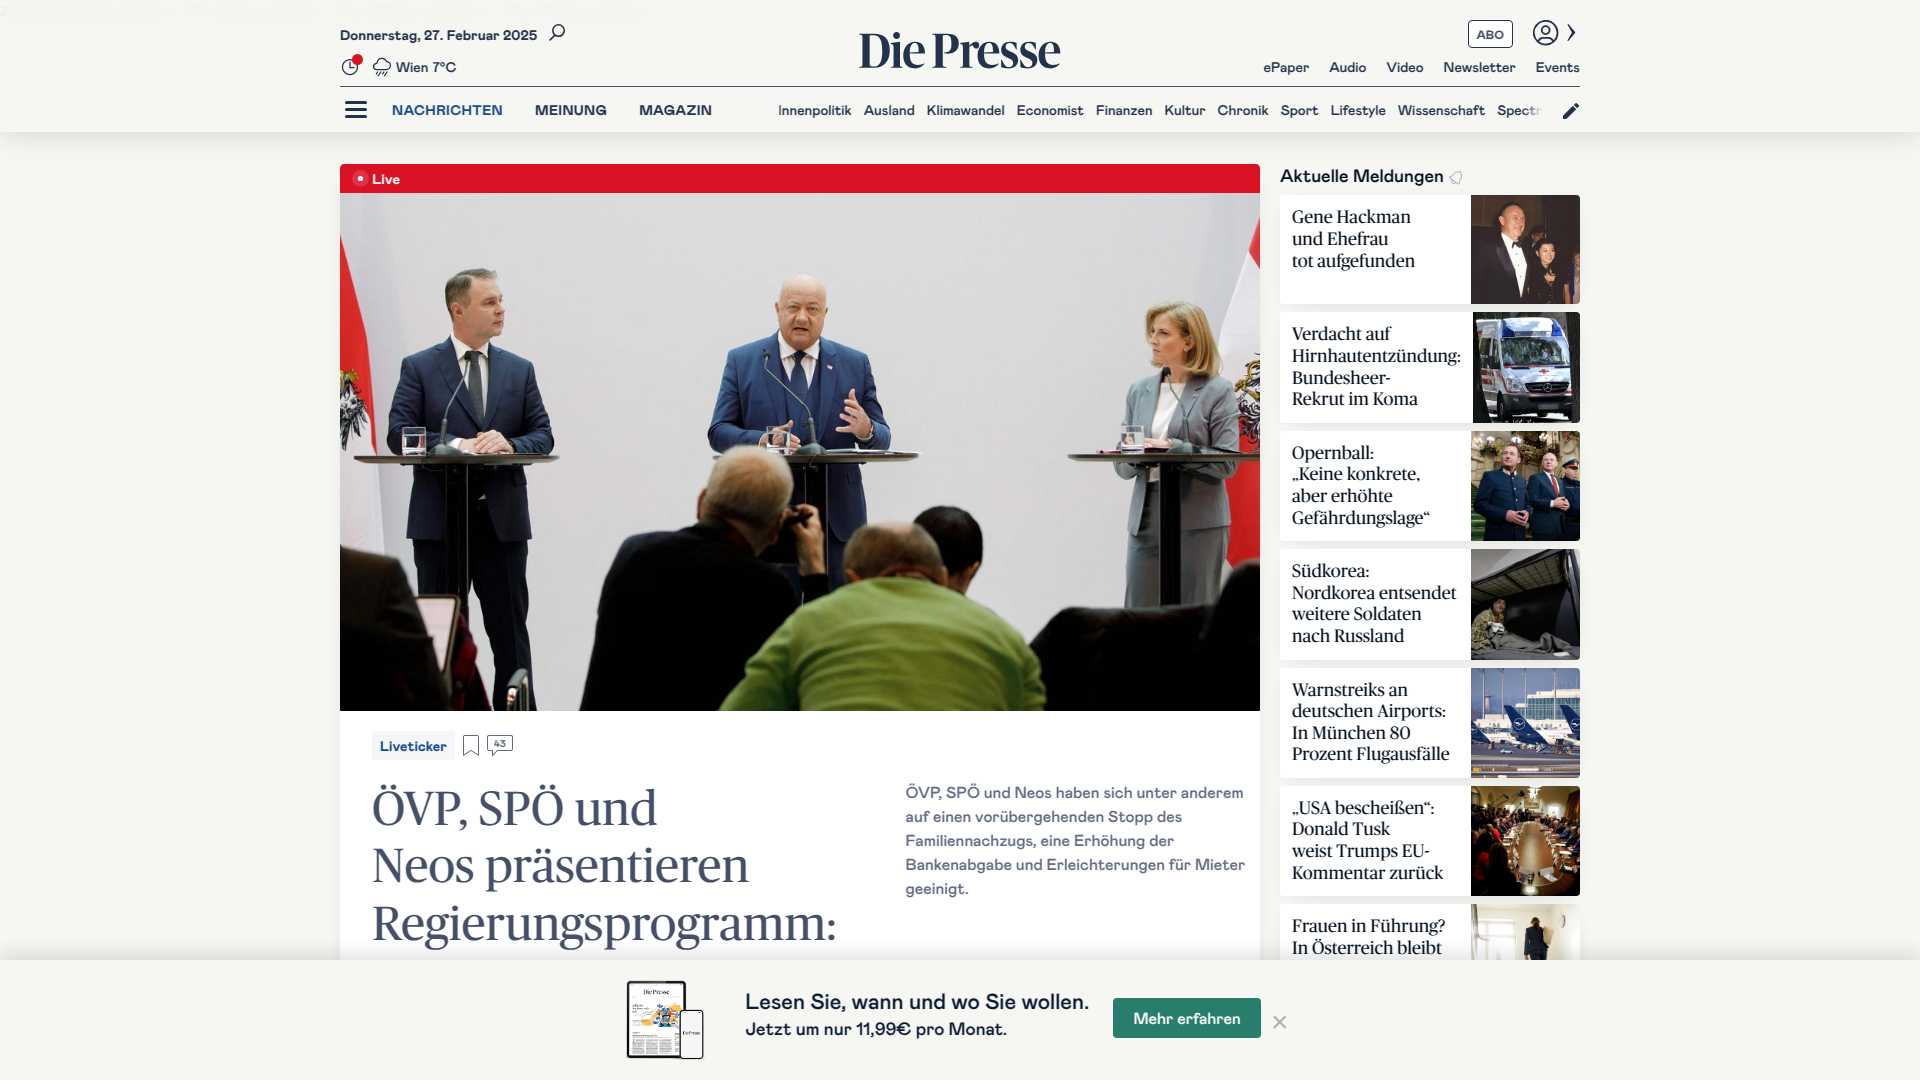 Donnerstag, 27. Februar 2025
Wien 7°C
Die Presse
ABO
ePaper Audio Video Newsletter Events
NACHRICHTEN MEINUNG MAGAZIN
Innenpolitik Ausland Klimawandel Economist Finanzen Kultur Chronik Sport Lifestyle Wissenschaft Spectr
Live
Liveticker
43
ÖVP, SPÖ und
Neos präsentieren
Regierungsprogramm:
ÖVP, SPÖ und Neos haben sich unter anderem
auf einen vorübergehenden Stopp des
Familiennachzugs, eine Erhöhung der
Bankenabgabe und Erleichterungen für Mieter
geeinigt.
Aktuelle Meldungen
Gene Hackman
und Ehefrau
tot aufgefunden
Verdacht auf
Hirnhautentzündung:
Bundesheer-
Rekrut im Koma
Opernball:
„Keine konkrete,
aber erhöhte
Gefährdungslage“
Südkorea:
Nordkorea entsendet
weitere Soldaten
nach Russland
Warnstreiks an
deutschen Airports:
In München 80
Prozent Flugausfälle
„USA bescheißen“:
Donald Tusk
weist Trumps EU-
Kommentar zurück
Frauen in Führung?
In Österreich bleibt
Die Presse
Die Presse
Lesen Sie, wann und wo Sie wollen.
Jetzt um nur 11,99€ pro Monat.
Mehr erfahren